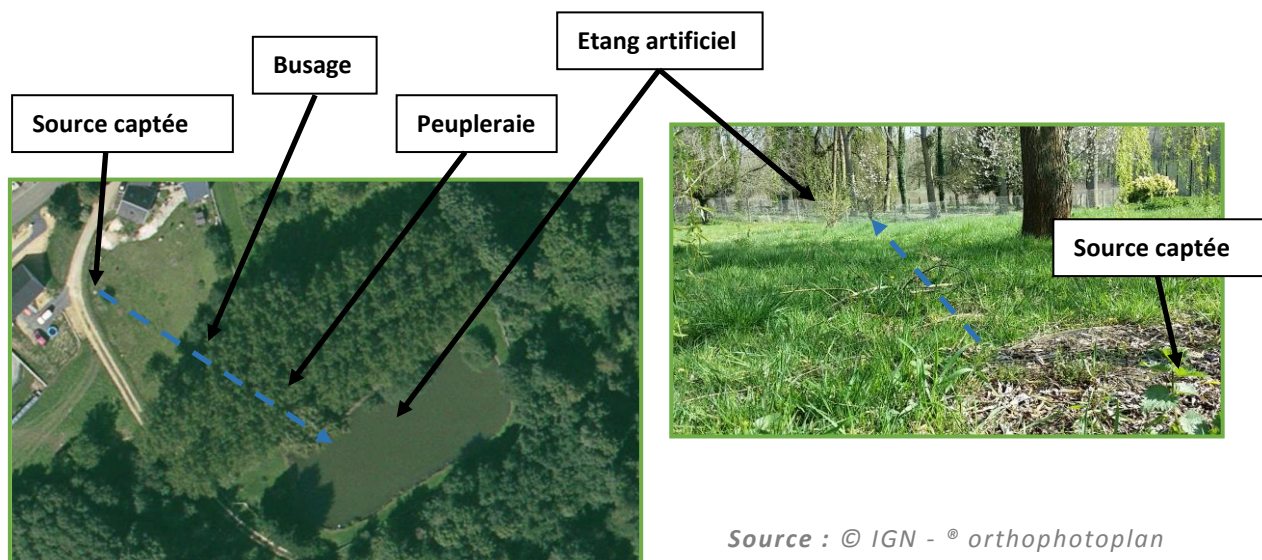 Etang artificiel
Busage
Source captée
Peupleraie
Source captée
Source : © IGN - ® orthophotoplan